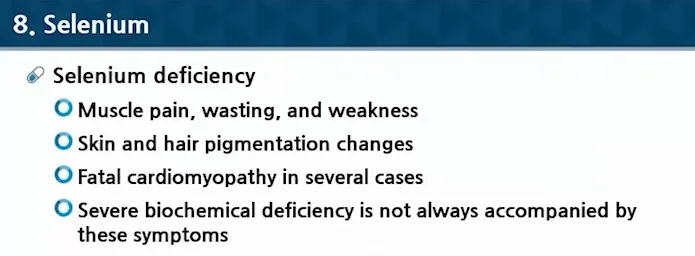 8. Selenium
Selenium deficiency
Muscle pain, wasting, and weakness
Skin and hair pigmentation changes
Fatal cardiomyopathy in several cases
Severe biochemical deficiency is not always accompanied by
these symptoms